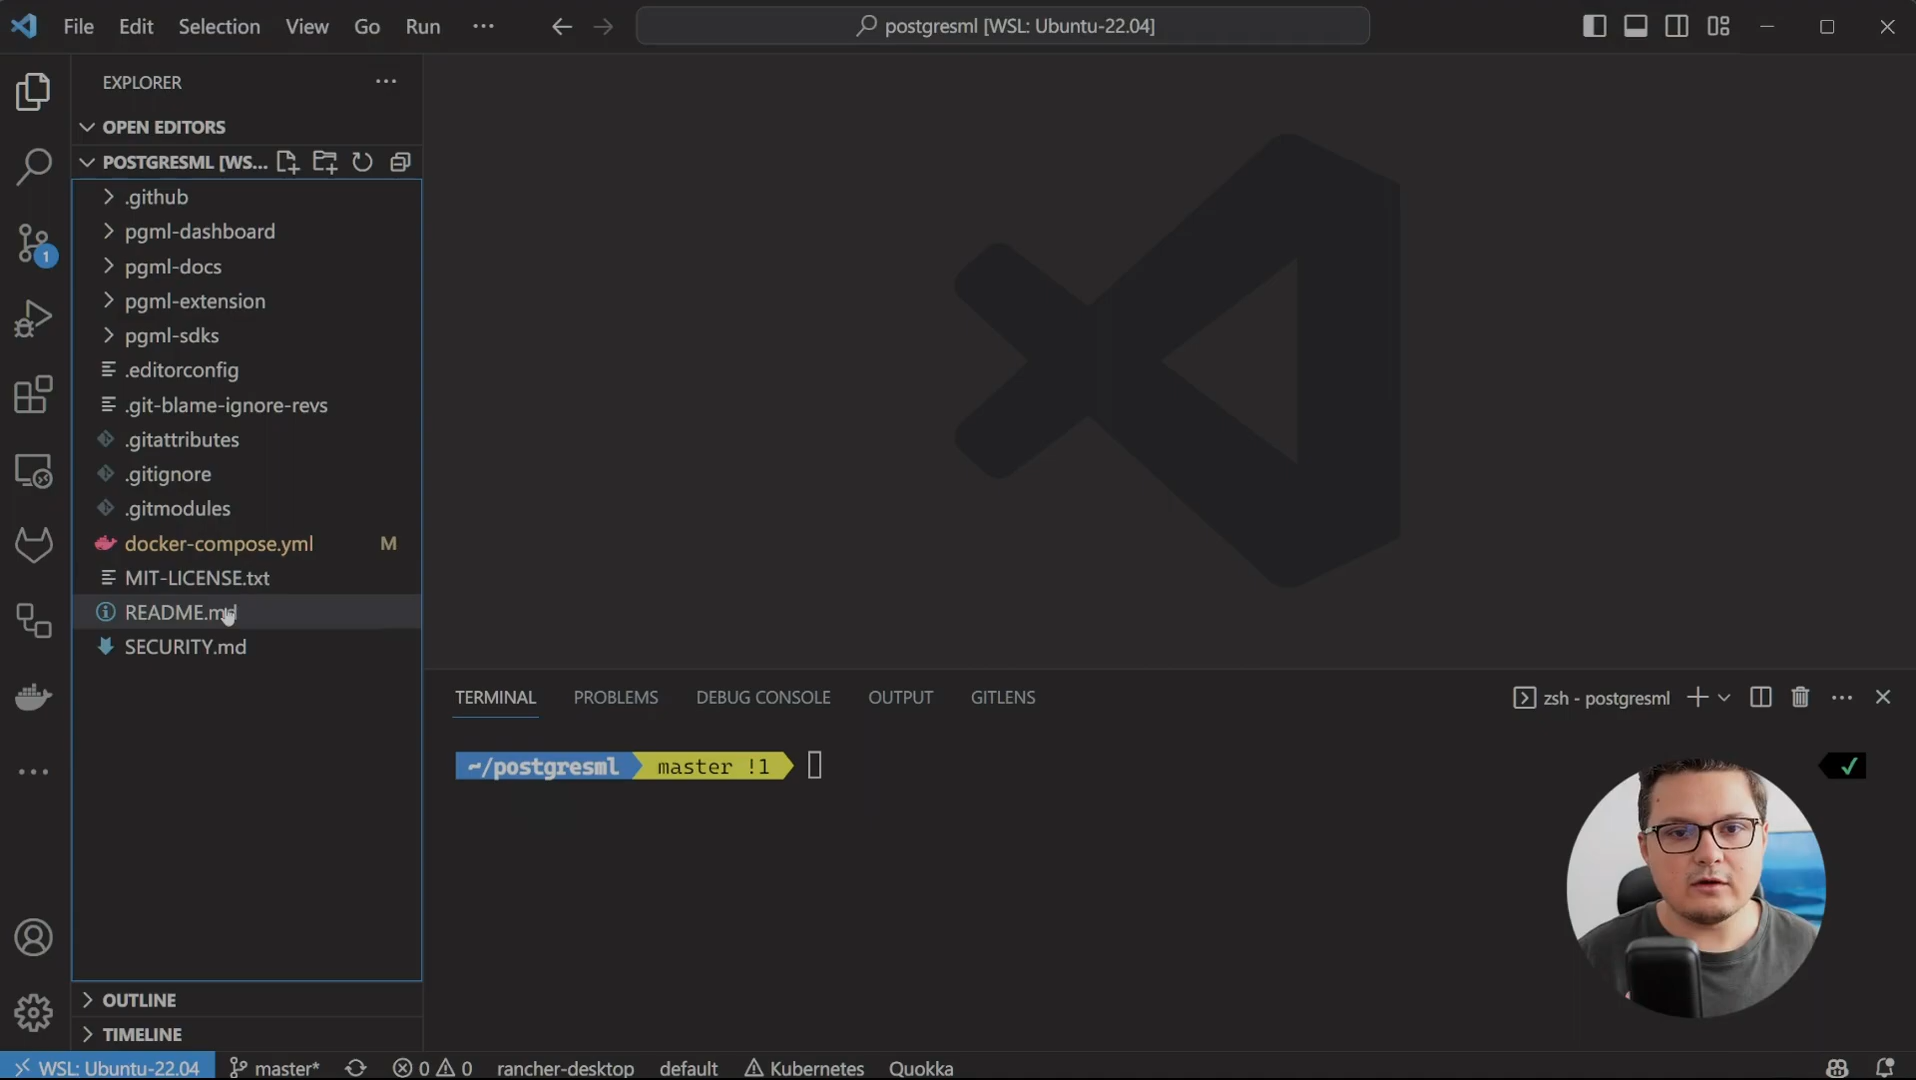 File Edit Selection View Go Run ··· postgresml [WSL: Ubuntu-22.04]
EXPLORER
OPEN EDITORS
POSTGRESML [WS...
.github
pgml-dashboard
pgml-docs
pgml-extension
pgml-sdks
.editorconfig
.git-blame-ignore-revs
.gitattributes
.gitignore
.gitmodules
docker-compose.yml M
MIT-LICENSE.txt
README.md
SECURITY.md
OUTLINE
TIMELINE
1
TERMINAL PROBLEMS DEBUG CONSOLE OUTPUT GITLENS zsh - postgresml
~/postgresml master !1
WSL: Ubuntu-22.04 master* 0 0 rancher-desktop default Kubernetes Quokka